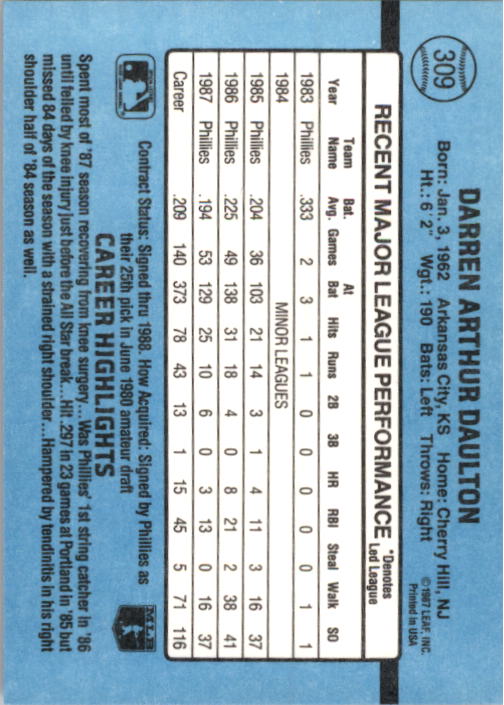 309
DARREN ARTHUR DAULTON
Born: Jan. 3, 1962 Arkansas City, KS Home: Cherry Hill, NJ
Ht.: 6' 2" Wgt.: 190 Bats: Left Throws: Right
©1987 LEAF, INC.
Printed in USA
RECENT MAJOR LEAGUE PERFORMANCE *Denotes Led League
Year Team Name Bat. Avg. Games At Bat Hits Runs 2B 3B HR RBI Steal Walk SO
1983 Phillies .333 2 3 1 1 0 0 0 0 0 1 1
1984 MINOR LEAGUES
1985 Phillies .204 36 103 21 14 3 1 4 11 3 16 37
1986 Phillies .225 49 138 31 18 4 0 8 21 2 38 41
1987 Phillies .194 53 129 25 10 6 0 3 13 0 16 37
Career .209 140 373 78 43 13 1 15 45 5 71 116
Contract Status: Signed thru 1988. How Acquired: Signed by Phillies as
their 25th pick in June 1980 amateur draft
MLB
CAREER HIGHLIGHTS
Spent most of '87 season recovering from knee surgery...Was Phillies' 1st string catcher in '86
until felled by knee injury just before the All Star break...Hit .297 in 23 games at Portland in '85 but
missed 84 days of the season with a strained right shoulder...Hampered by tendinitis in his right
shoulder half of '84 season as well.